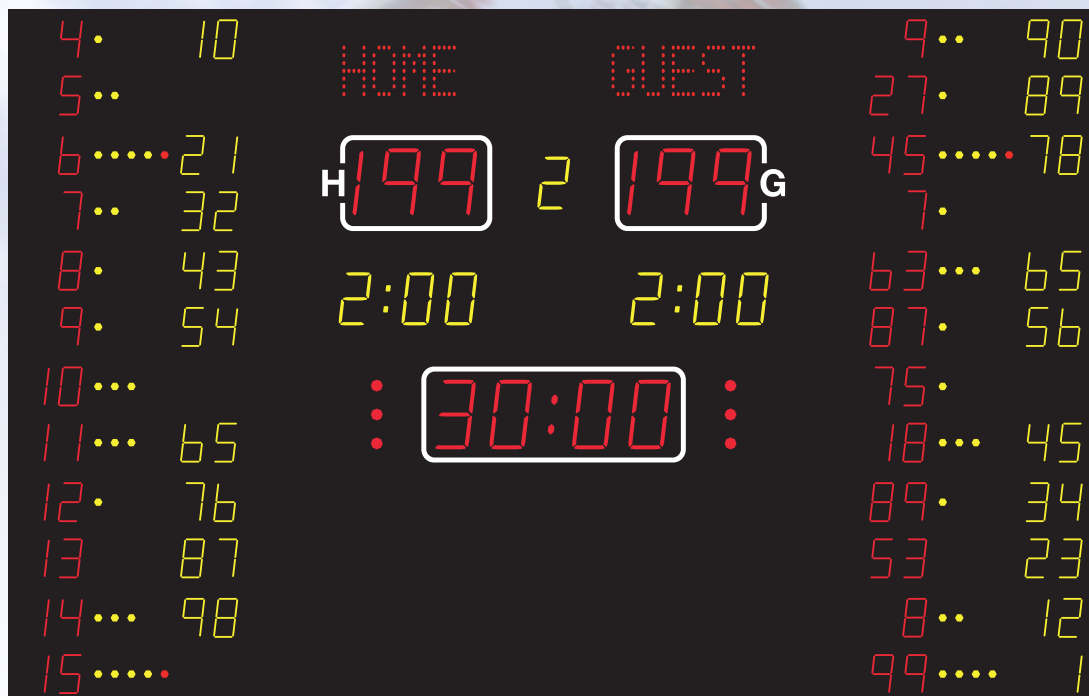 4 10 HOME GUEST 9 90
5 27 89
6 21 H 199 2 199 G 45 78
7 32 7
8 43 2:00 2:00 63 65
9 54 87 56
10 30:00 75
11 65 18 45
12 76 89 34
13 87 53 23
14 98 8 12
15 99 1